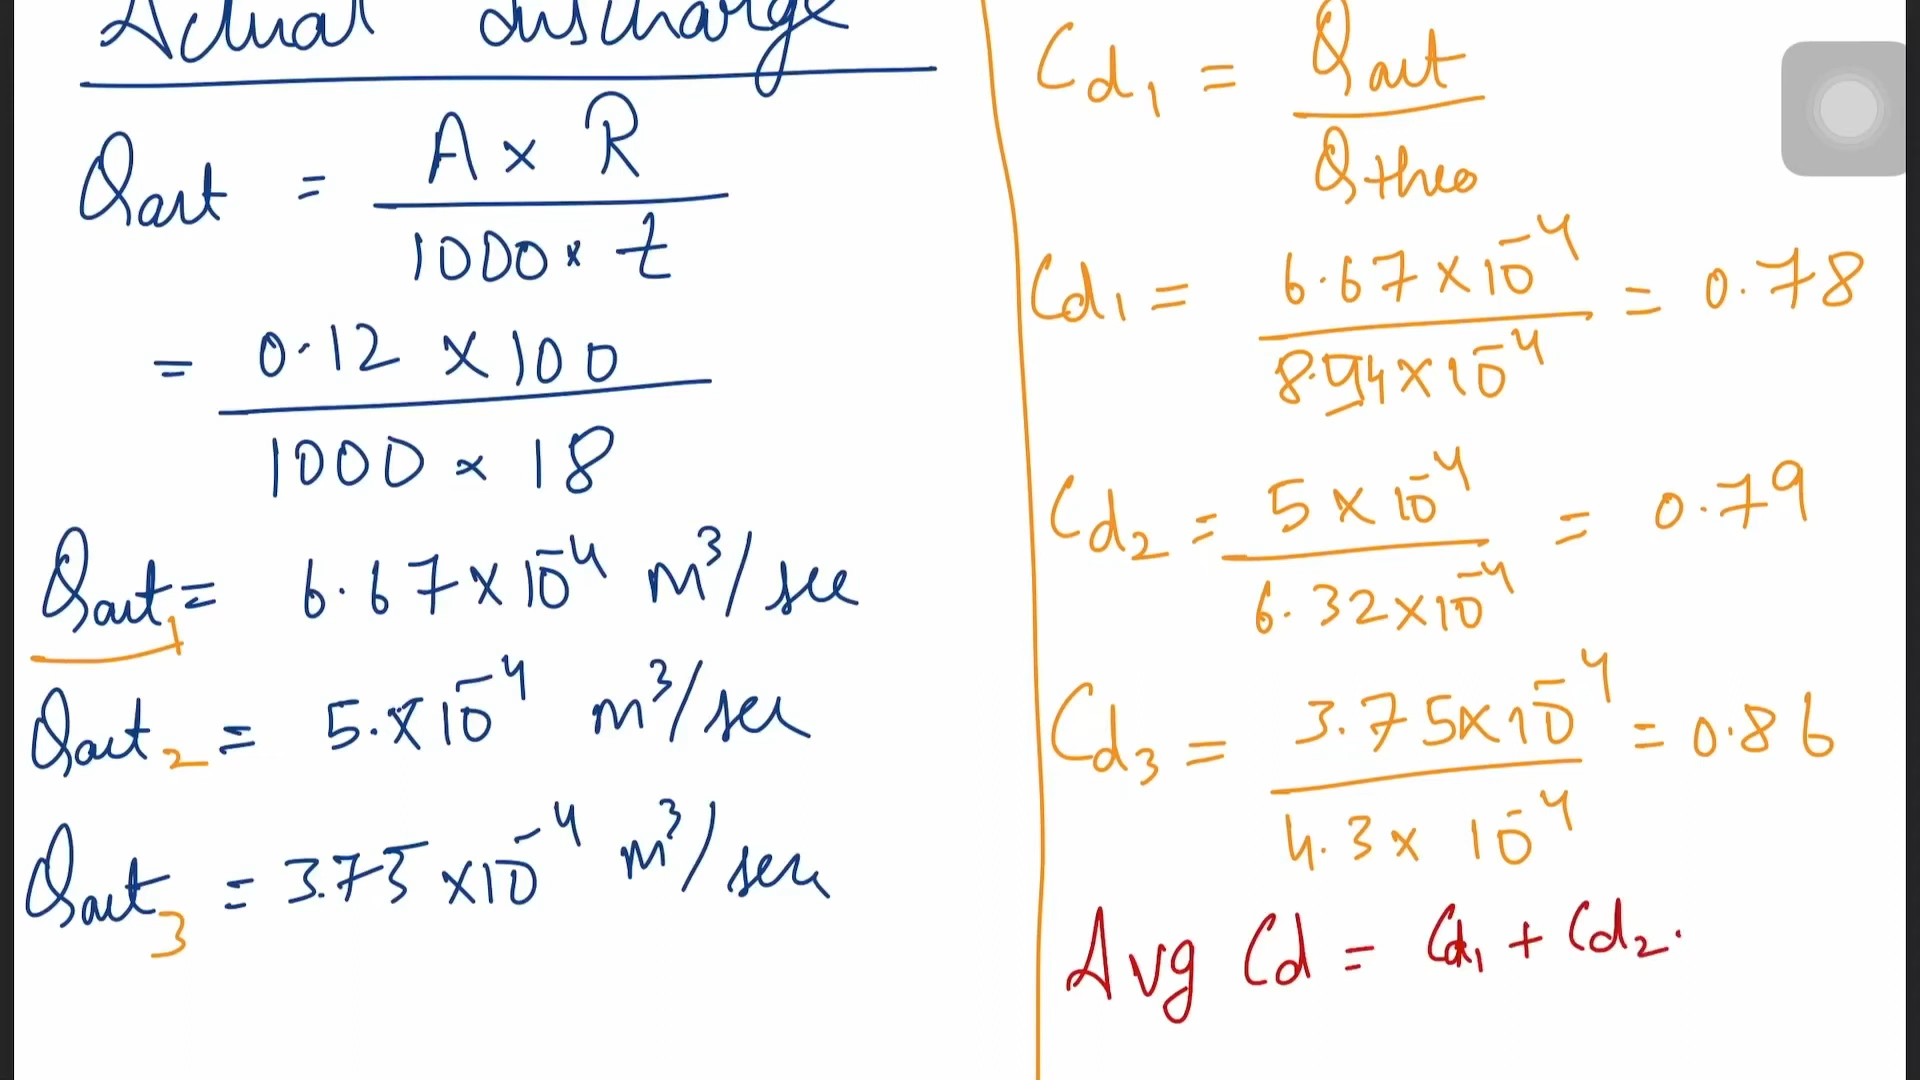 Actual discharge
Qact = A × R / 1000 × t
= 0.12 × 100 / 1000 × 18
Qact1 = 6.67 × 10^-4 m³/sec
Qact2 = 5. × 10^-4 m³/sec
Qact3 = 3.75 × 10^-4 m³/sec
Cd1 = Qact / Qtheo
Cd1 = 6.67 × 10^-4 / 8.94 × 10^-4 = 0.78
Cd2 = 5 × 10^-4 / 6.32 × 10^-4 = 0.79
Cd3 = 3.75 × 10^-4 / 4.3 × 10^-4 = 0.86
Avg Cd = Cd1 + Cd2.